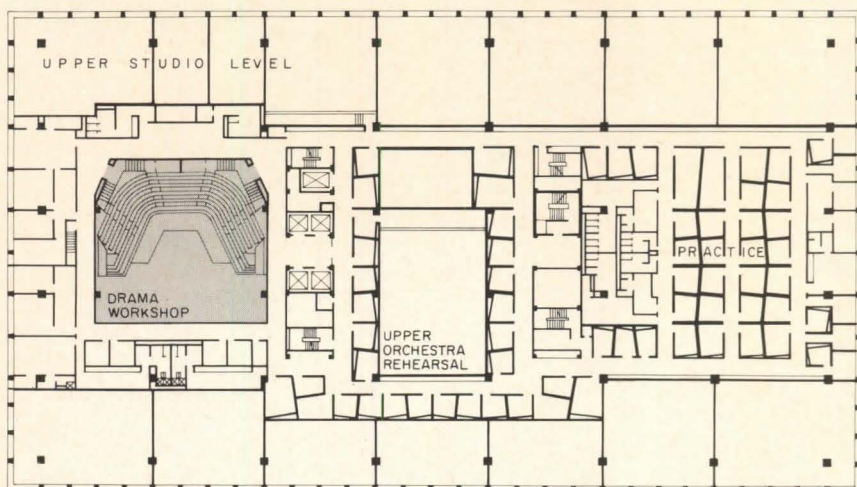 UPPER STUDIO LEVEL
DRAMA
WORKSHOP
UPPER
ORCHESTRA
REHEARSAL
PRACTICE